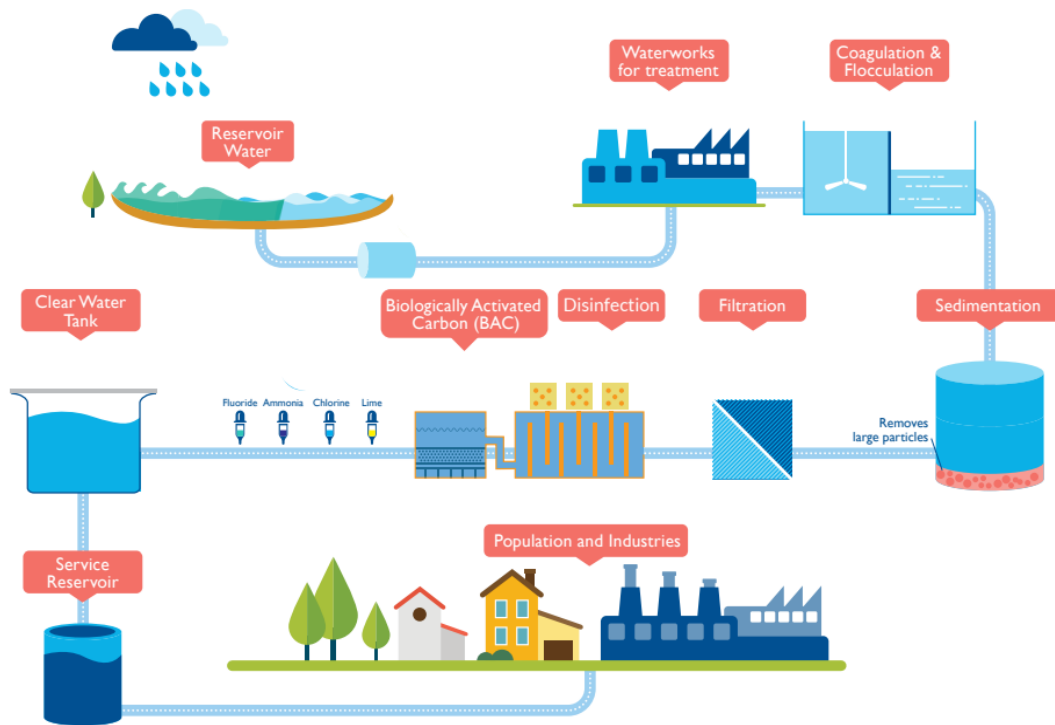 Waterworks
for treatment
Coagulation &
Flocculation
Reservoir
Water
Clear Water
Tank
Biologically Activated
Carbon (BAC)
Disinfection
Filtration
Sedimentation
Fluoride
Ammonia
Chlorine
Lime
Removes
large particles
Service
Reservoir
Population and Industries